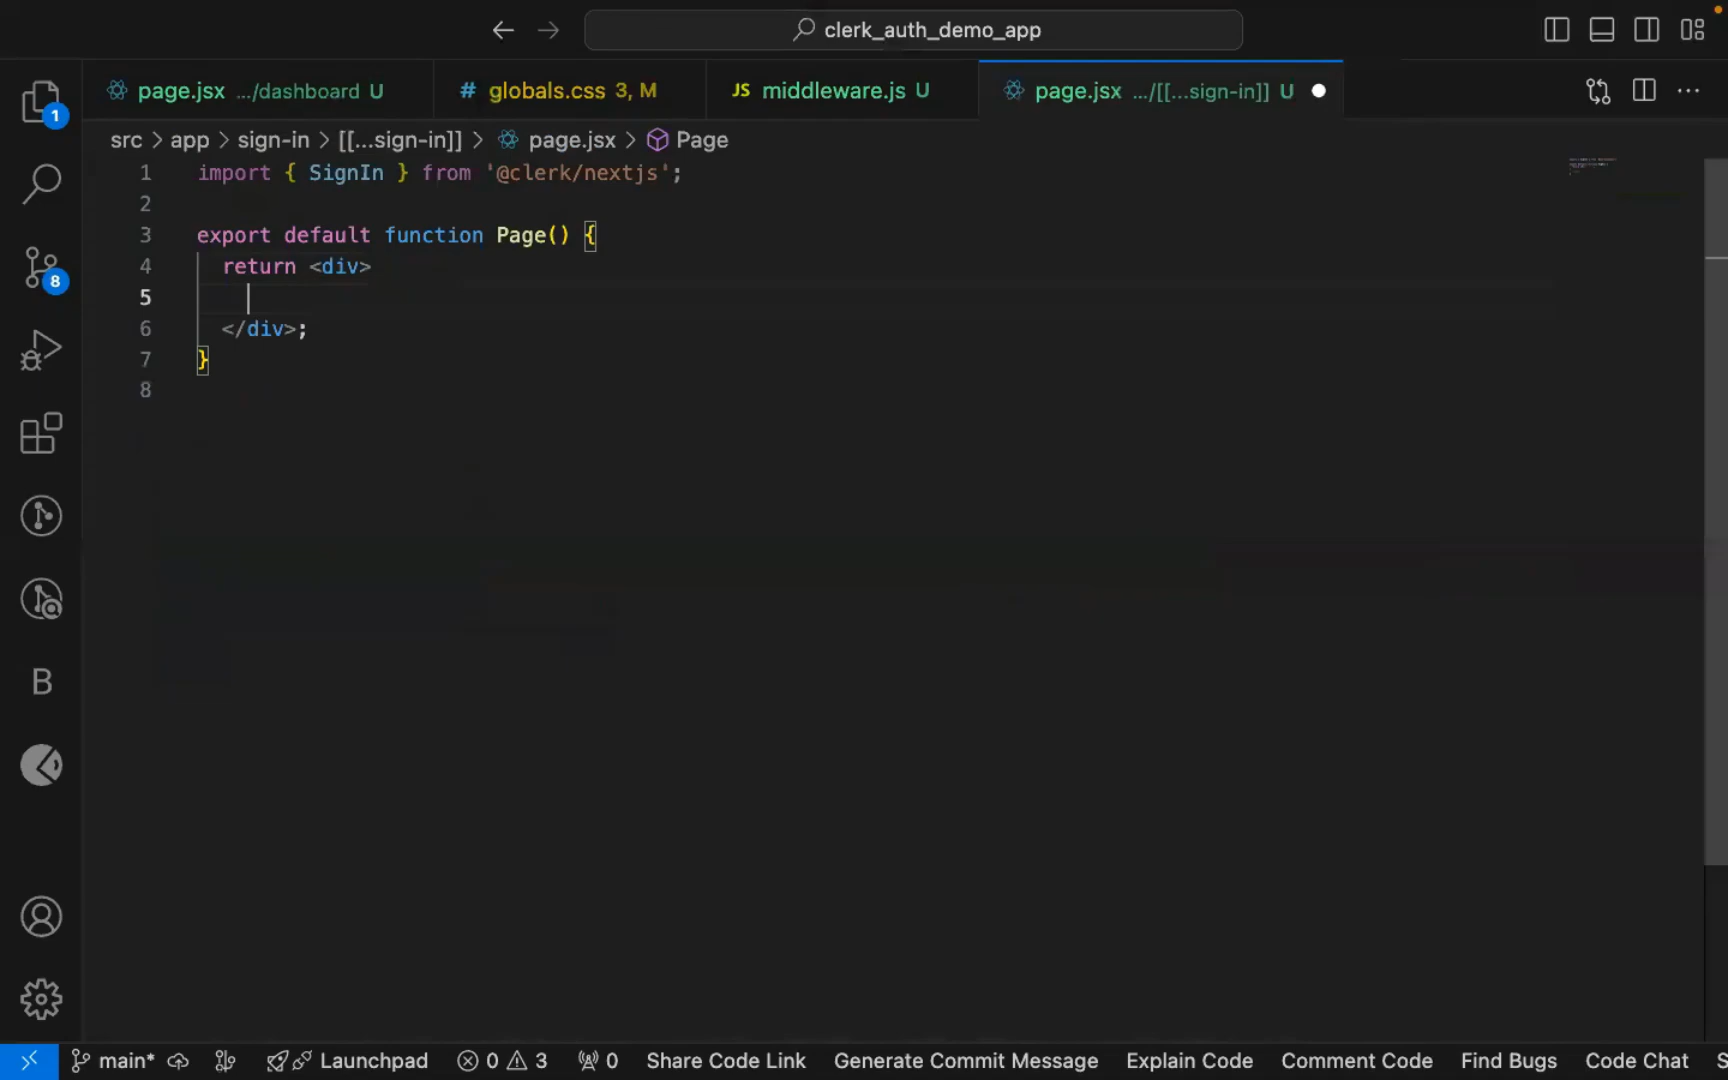 clerk_auth_demo_app
page.jsx .../dashboard U
globals.css 3, M
JS middleware.js U
page.jsx .../[[...sign-in]] U
src > app > sign-in > [[...sign-in]] > page.jsx > Page
1 import { SignIn } from '@clerk/nextjs';
2
3 export default function Page() {
4 return <div>
5
6 </div>;
7 }
8
1
8
B
main* Launchpad 0 3 0 Share Code Link Generate Commit Message Explain Code Comment Code Find Bugs Code Chat S